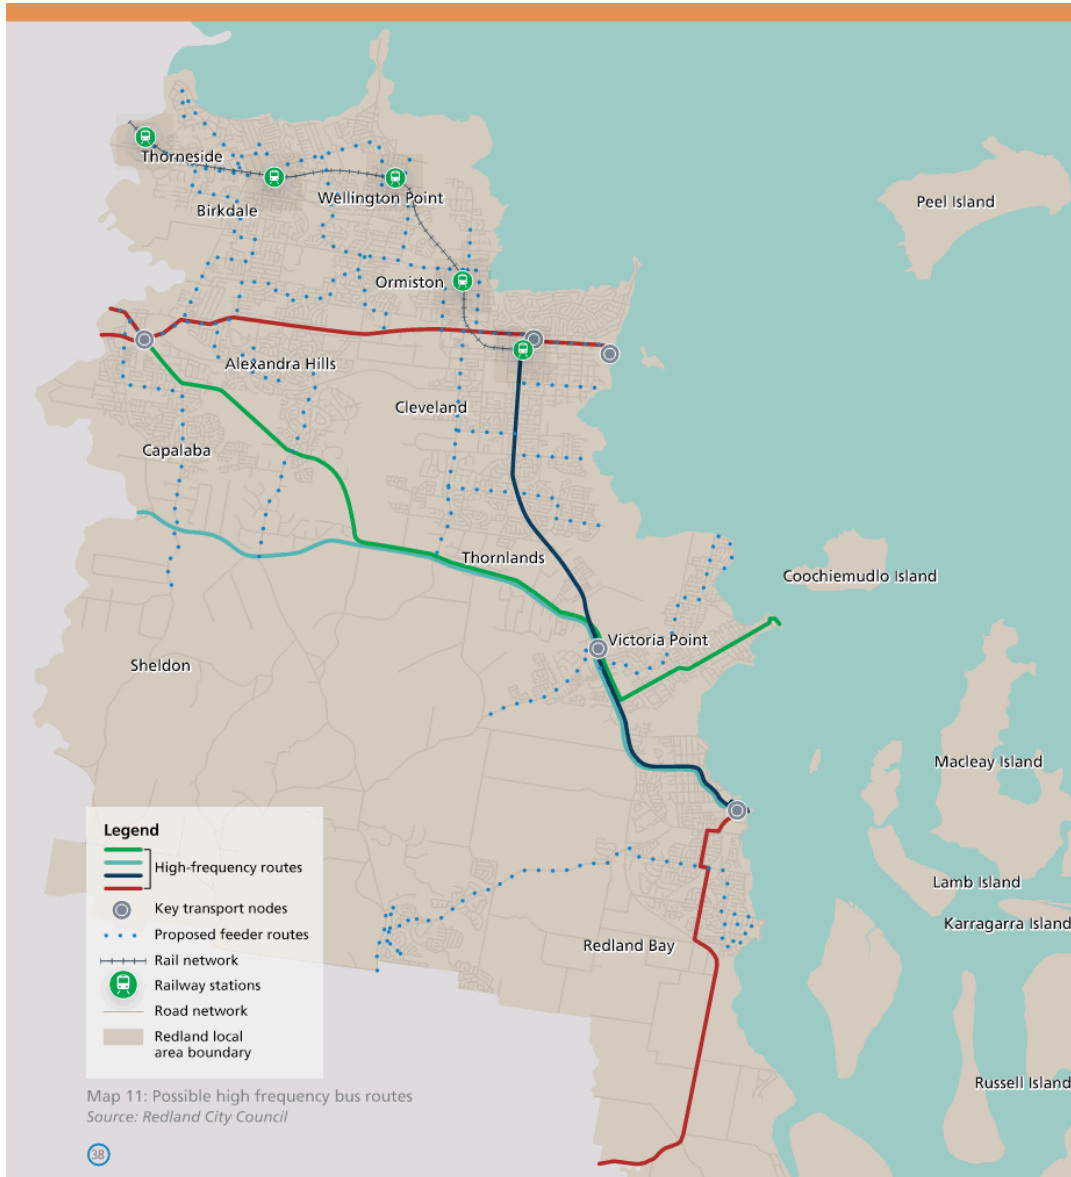 Thorneside
Birkdale
Wellington Point
Peel Island
Ormiston
Alexandra Hills
Cleveland
Capalaba
Thornlands
Coochiemudlo Island
Victoria Point
Sheldon
Macleay Island
Lamb Island
Karragarra Island
Redland Bay
Russell Island
Legend
High-frequency routes
Key transport nodes
Proposed feeder routes
Rail network
Railway stations
Road network
Redland local
area boundary
Map 11: Possible high frequency bus routes
Source: Redland City Council
38